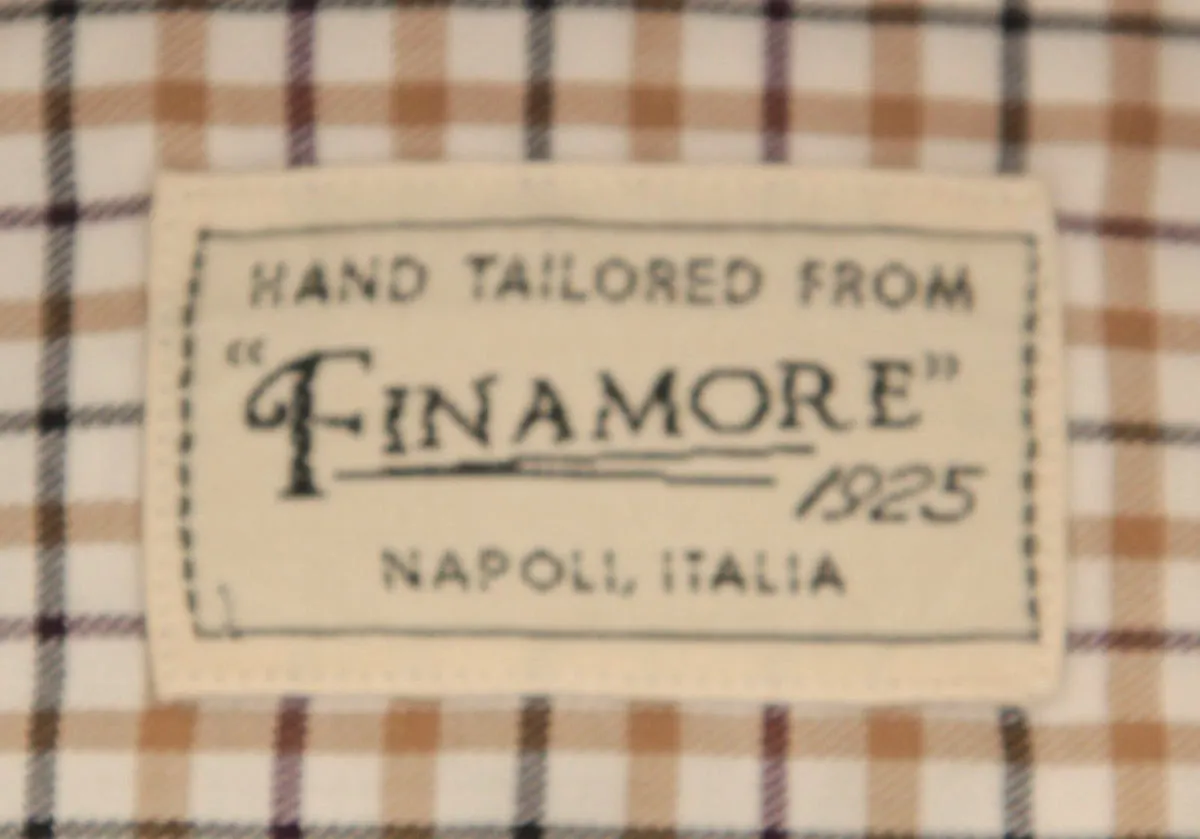 HAND TAILORED FROM
“FINAMORE”
1925
NAPOLI, ITALIA